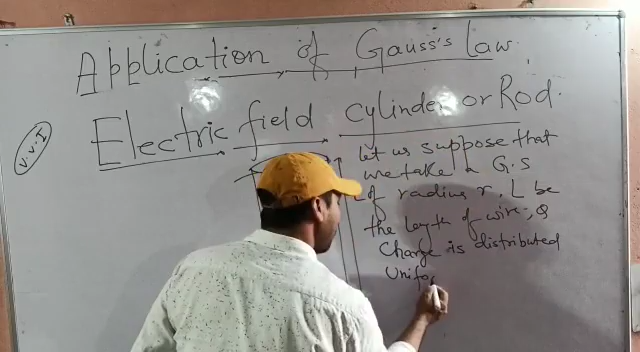 Application of Gauss's Law.
V.V.I
Electric field cylinder or Rod.
let us suppose that
we take a G.S
of radius r, L be
the length of wire, Q
Charge is distributed
Unifo